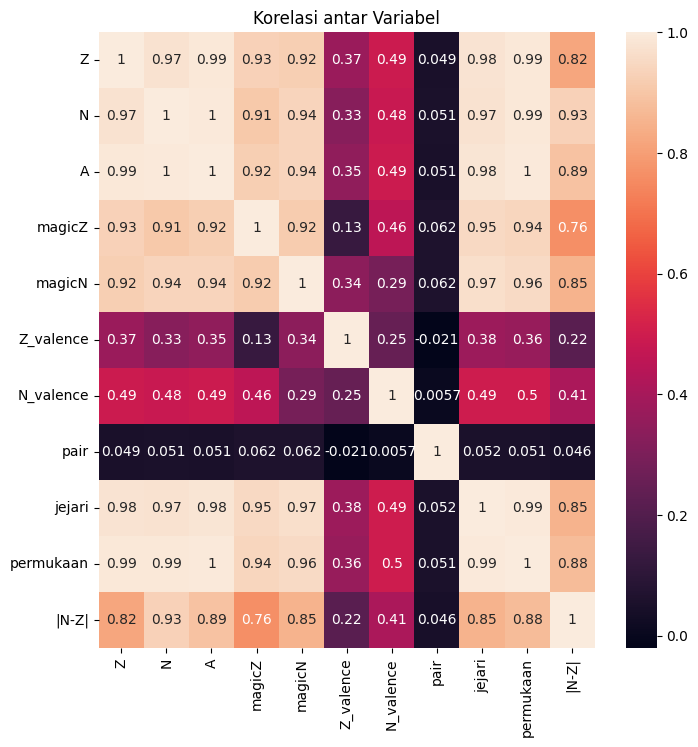 Korelasi antar Variabel
Z 1 0.97 0.99 0.93 0.92 0.37 0.49 0.049 0.98 0.99 0.82
N 0.97 1 1 0.91 0.94 0.33 0.48 0.051 0.97 0.99 0.93
A 0.99 1 1 0.92 0.94 0.35 0.49 0.051 0.98 1 0.89
magicZ 0.93 0.91 0.92 1 0.92 0.13 0.46 0.062 0.95 0.94 0.76
magicN 0.92 0.94 0.94 0.92 1 0.34 0.29 0.062 0.97 0.96 0.85
Z_valence 0.37 0.33 0.35 0.13 0.34 1 0.25 -0.021 0.38 0.36 0.22
N_valence 0.49 0.48 0.49 0.46 0.29 0.25 1 0.0057 0.49 0.5 0.41
pair 0.049 0.051 0.051 0.062 0.062 -0.021 0.0057 1 0.052 0.051 0.046
jejari 0.98 0.97 0.98 0.95 0.97 0.38 0.49 0.052 1 0.99 0.85
permukaan 0.99 0.99 1 0.94 0.96 0.36 0.5 0.051 0.99 1 0.88
|N-Z| 0.82 0.93 0.89 0.76 0.85 0.22 0.41 0.046 0.85 0.88 1
Z N A magicZ magicN Z_valence N_valence pair jejari permukaan |N-Z|
1.0
0.8
0.6
0.4
0.2
0.0